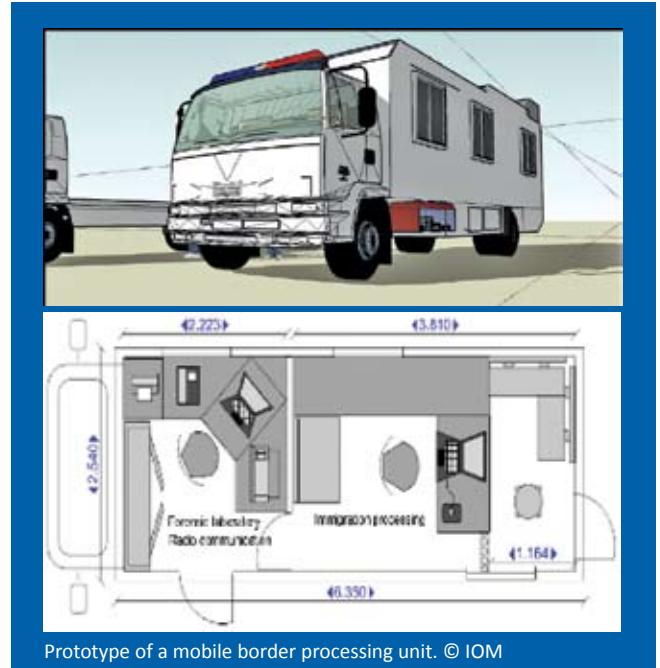 2.223
3.810
2.540
Forensic laboratory
Radio communication
Immigration processing
1.164
6.350
Prototype of a mobile border processing unit. © IOM